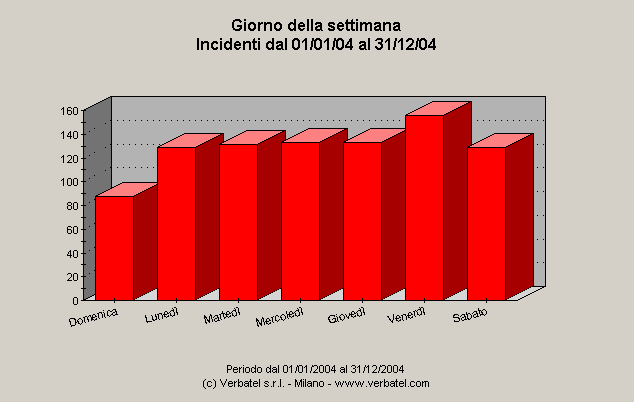 Giorno della settimana
Incidenti dal 01/01/04 al 31/12/04
160
140
120
100
80
60
40
20
0
Domenica
Lunedì
Martedì
Mercoledì
Giovedì
Venerdì
Sabato
Periodo dal 01/01/2004 al 31/12/2004
(c) Verbatel s.r.l. - Milano - www.verbatel.com